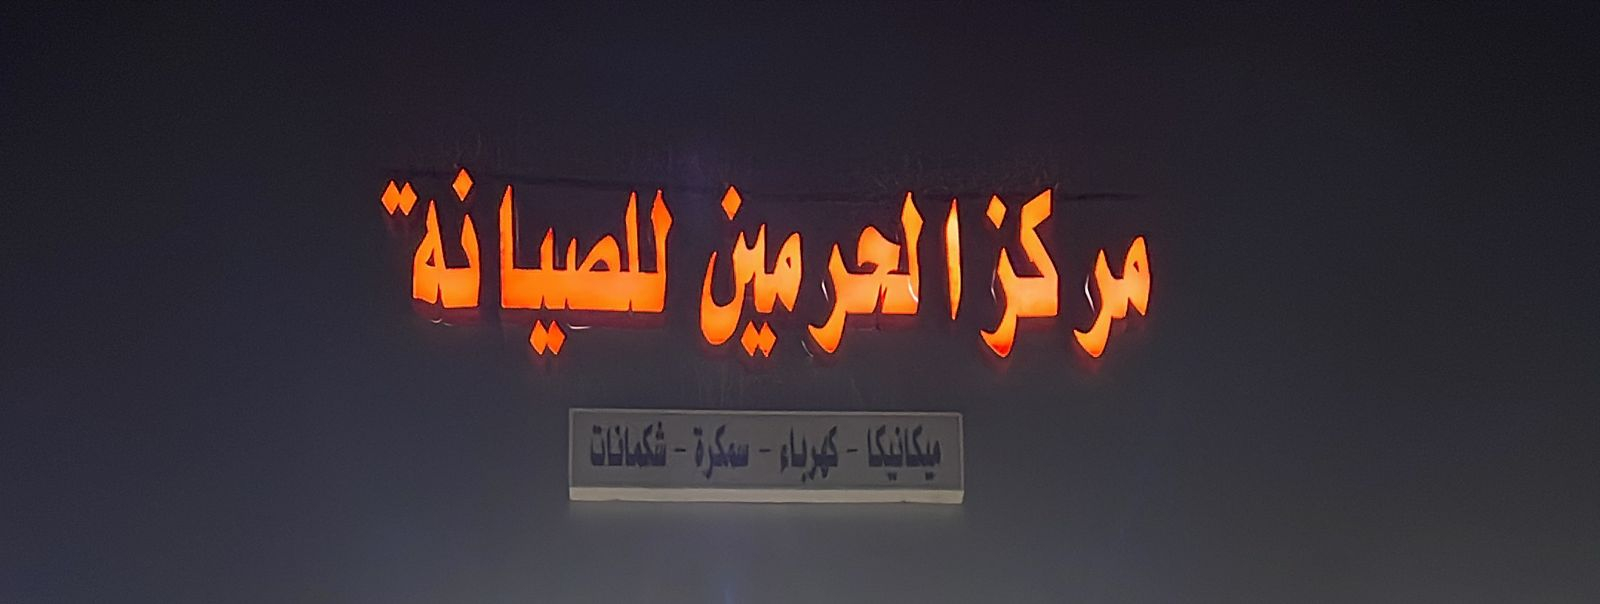 مركز الحرمين للصيانة
ميكانيكا - كهرباء - سمكرة - شكمانات